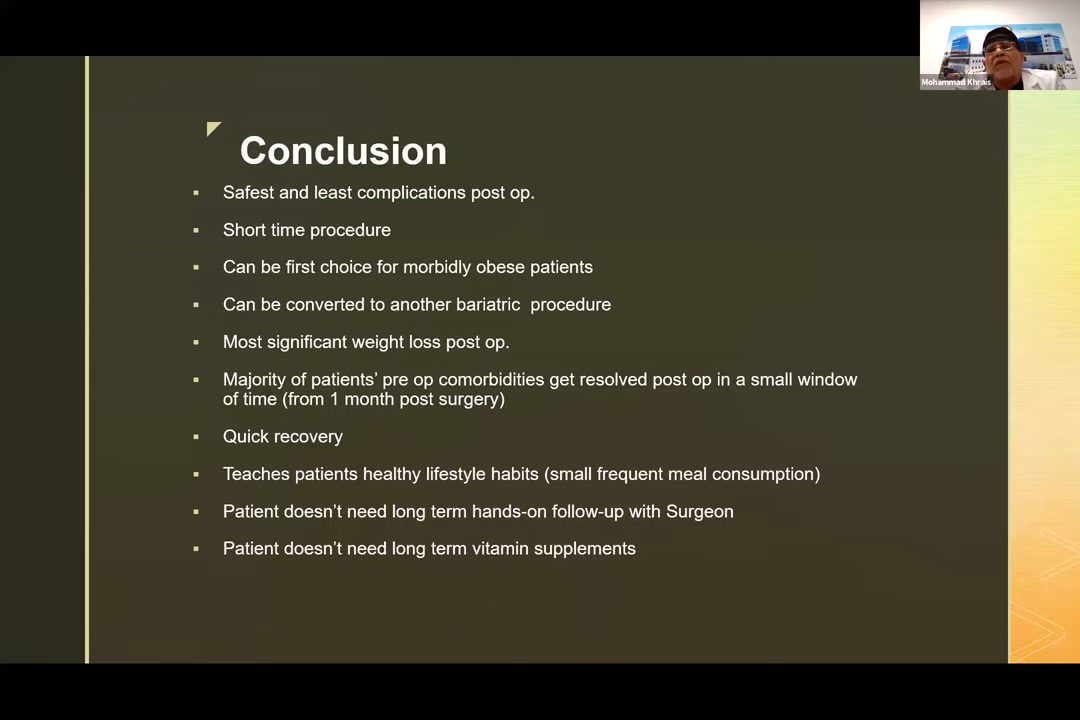 Mohammad Khrais
Conclusion
Safest and least complications post op.
Short time procedure
Can be first choice for morbidly obese patients
Can be converted to another bariatric  procedure
Most significant weight loss post op.
Majority of patients’ pre op comorbidities get resolved post op in a small window
of time (from 1 month post surgery)
Quick recovery
Teaches patients healthy lifestyle habits (small frequent meal consumption)
Patient doesn’t need long term hands-on follow-up with Surgeon
Patient doesn’t need long term vitamin supplements